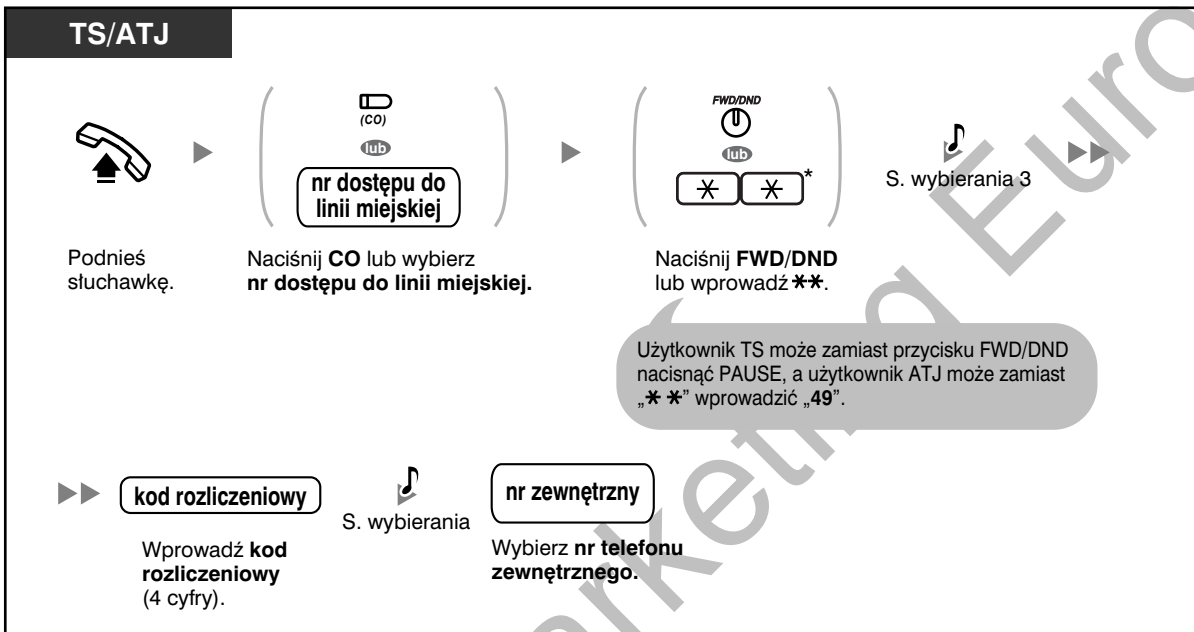 TS/ATJ
(CO)
lub
nr dostępu do
linii miejskiej
FWD/DND
lub
* * *
S. wybierania 3
Podnieś
słuchawkę.
Naciśnij CO lub wybierz
nr dostępu do linii miejskiej.
Naciśnij FWD/DND
lub wprowadź **.
Użytkownik TS może zamiast przycisku FWD/DND
nacisnąć PAUSE, a użytkownik ATJ może zamiast
„* *” wprowadzić „49”.
kod rozliczeniowy
S. wybierania
nr zewnętrzny
Wprowadź kod
rozliczeniowy
(4 cyfry).
Wybierz nr telefonu
zewnętrznego.